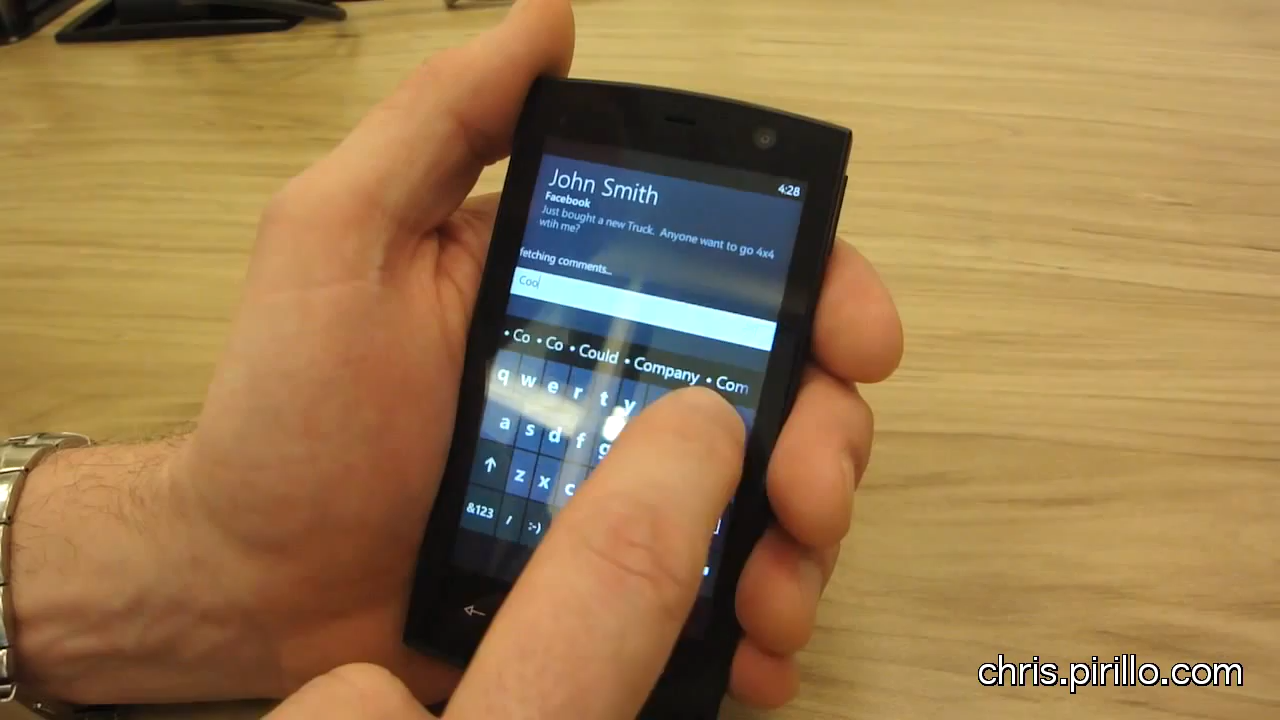 4:28
John Smith
Facebook
Just bought a new Truck. Anyone want to go 4x4
wtih me?
fetching comments...
Coo
• Co • Co • Could • Company • Com
q w e r t y
a s d f g
z x c
&123 / :-)
chris.pirillo.com